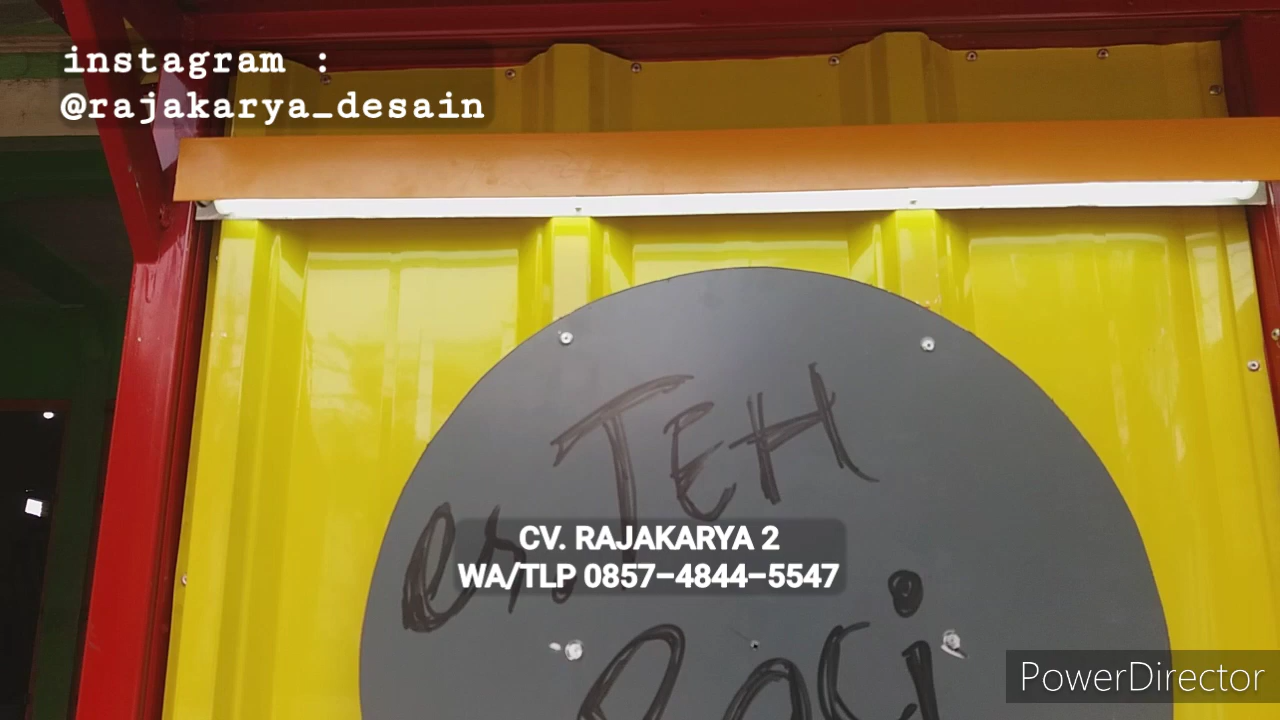 instagram :
@rajakarya_desain
TEH
es
CV. RAJAKARYA 2
WA/TLP 0857-4844-5547
PowerDirector